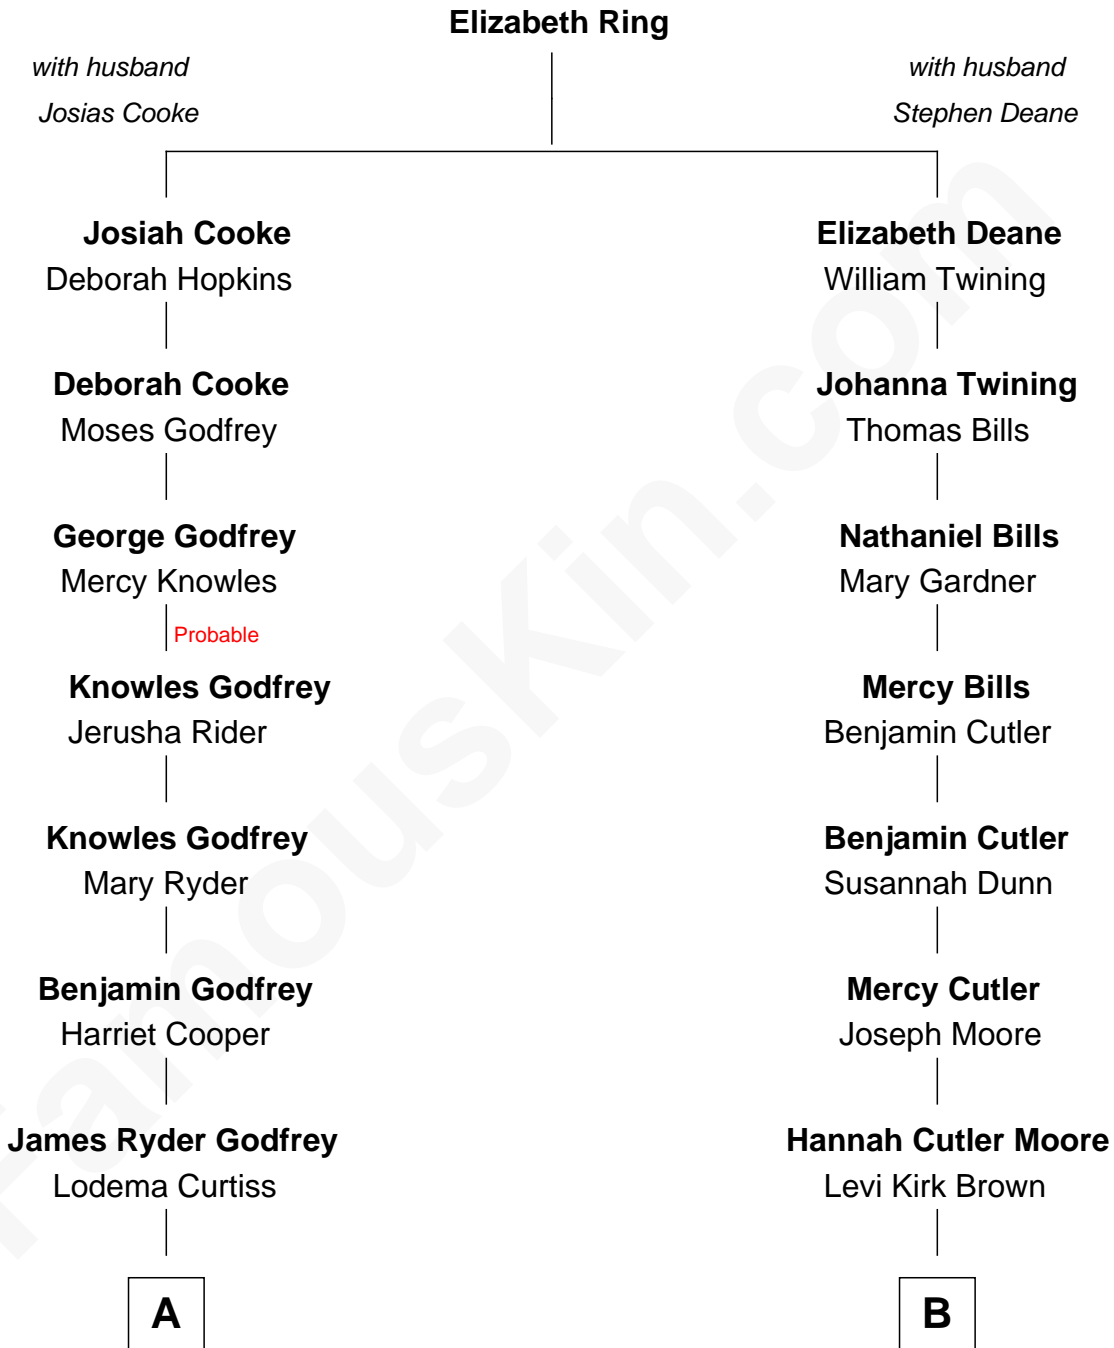 Elizabeth Ring
with husband
Josias Cooke
with husband
Stephen Deane
Josiah Cooke
Deborah Hopkins
Elizabeth Deane
William Twining
Deborah Cooke
Moses Godfrey
Johanna Twining
Thomas Bills
George Godfrey
Mercy Knowles
Nathaniel Bills
Mary Gardner
Probable
Knowles Godfrey
Jerusha Rider
Mercy Bills
Benjamin Cutler
Knowles Godfrey
Mary Ryder
Benjamin Cutler
Susannah Dunn
Benjamin Godfrey
Harriet Cooper
Mercy Cutler
Joseph Moore
James Ryder Godfrey
Lodema Curtiss
Hannah Cutler Moore
Levi Kirk Brown
A
B
FamousKin.com